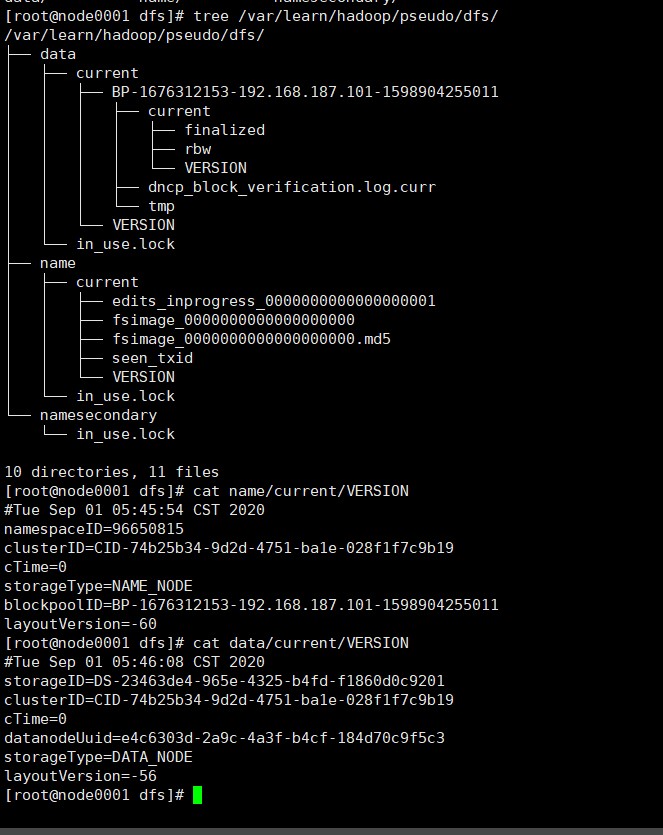 [root@node0001 dfs]# tree /var/learn/hadoop/pseudo/dfs/
/var/learn/hadoop/pseudo/dfs/
├── data
│   ├── current
│   │   ├── BP-1676312153-192.168.187.101-1598904255011
│   │   │   ├── current
│   │   │   │   ├── finalized
│   │   │   │   ├── rbw
│   │   │   │   └── VERSION
│   │   │   ├── dncp_block_verification.log.curr
│   │   │   └── tmp
│   │   └── VERSION
│   └── in_use.lock
├── name
│   ├── current
│   │   ├── edits_inprogress_0000000000000000001
│   │   ├── fsimage_0000000000000000000
│   │   ├── fsimage_0000000000000000000.md5
│   │   ├── seen_txid
│   │   └── VERSION
│   └── in_use.lock
└── namesecondary
    └── in_use.lock

10 directories, 11 files
[root@node0001 dfs]# cat name/current/VERSION
#Tue Sep 01 05:45:54 CST 2020
namespaceID=96650815
clusterID=CID-74b25b34-9d2d-4751-ba1e-028f1f7c9b19
cTime=0
storageType=NAME_NODE
blockpoolID=BP-1676312153-192.168.187.101-1598904255011
layoutVersion=-60
[root@node0001 dfs]# cat data/current/VERSION
#Tue Sep 01 05:46:08 CST 2020
storageID=DS-23463de4-965e-4325-b4fd-f1860d0c9201
clusterID=CID-74b25b34-9d2d-4751-ba1e-028f1f7c9b19
cTime=0
datanodeUuid=e4c6303d-2a9c-4a3f-b4cf-184d70c9f5c3
storageType=DATA_NODE
layoutVersion=-56
[root@node0001 dfs]#